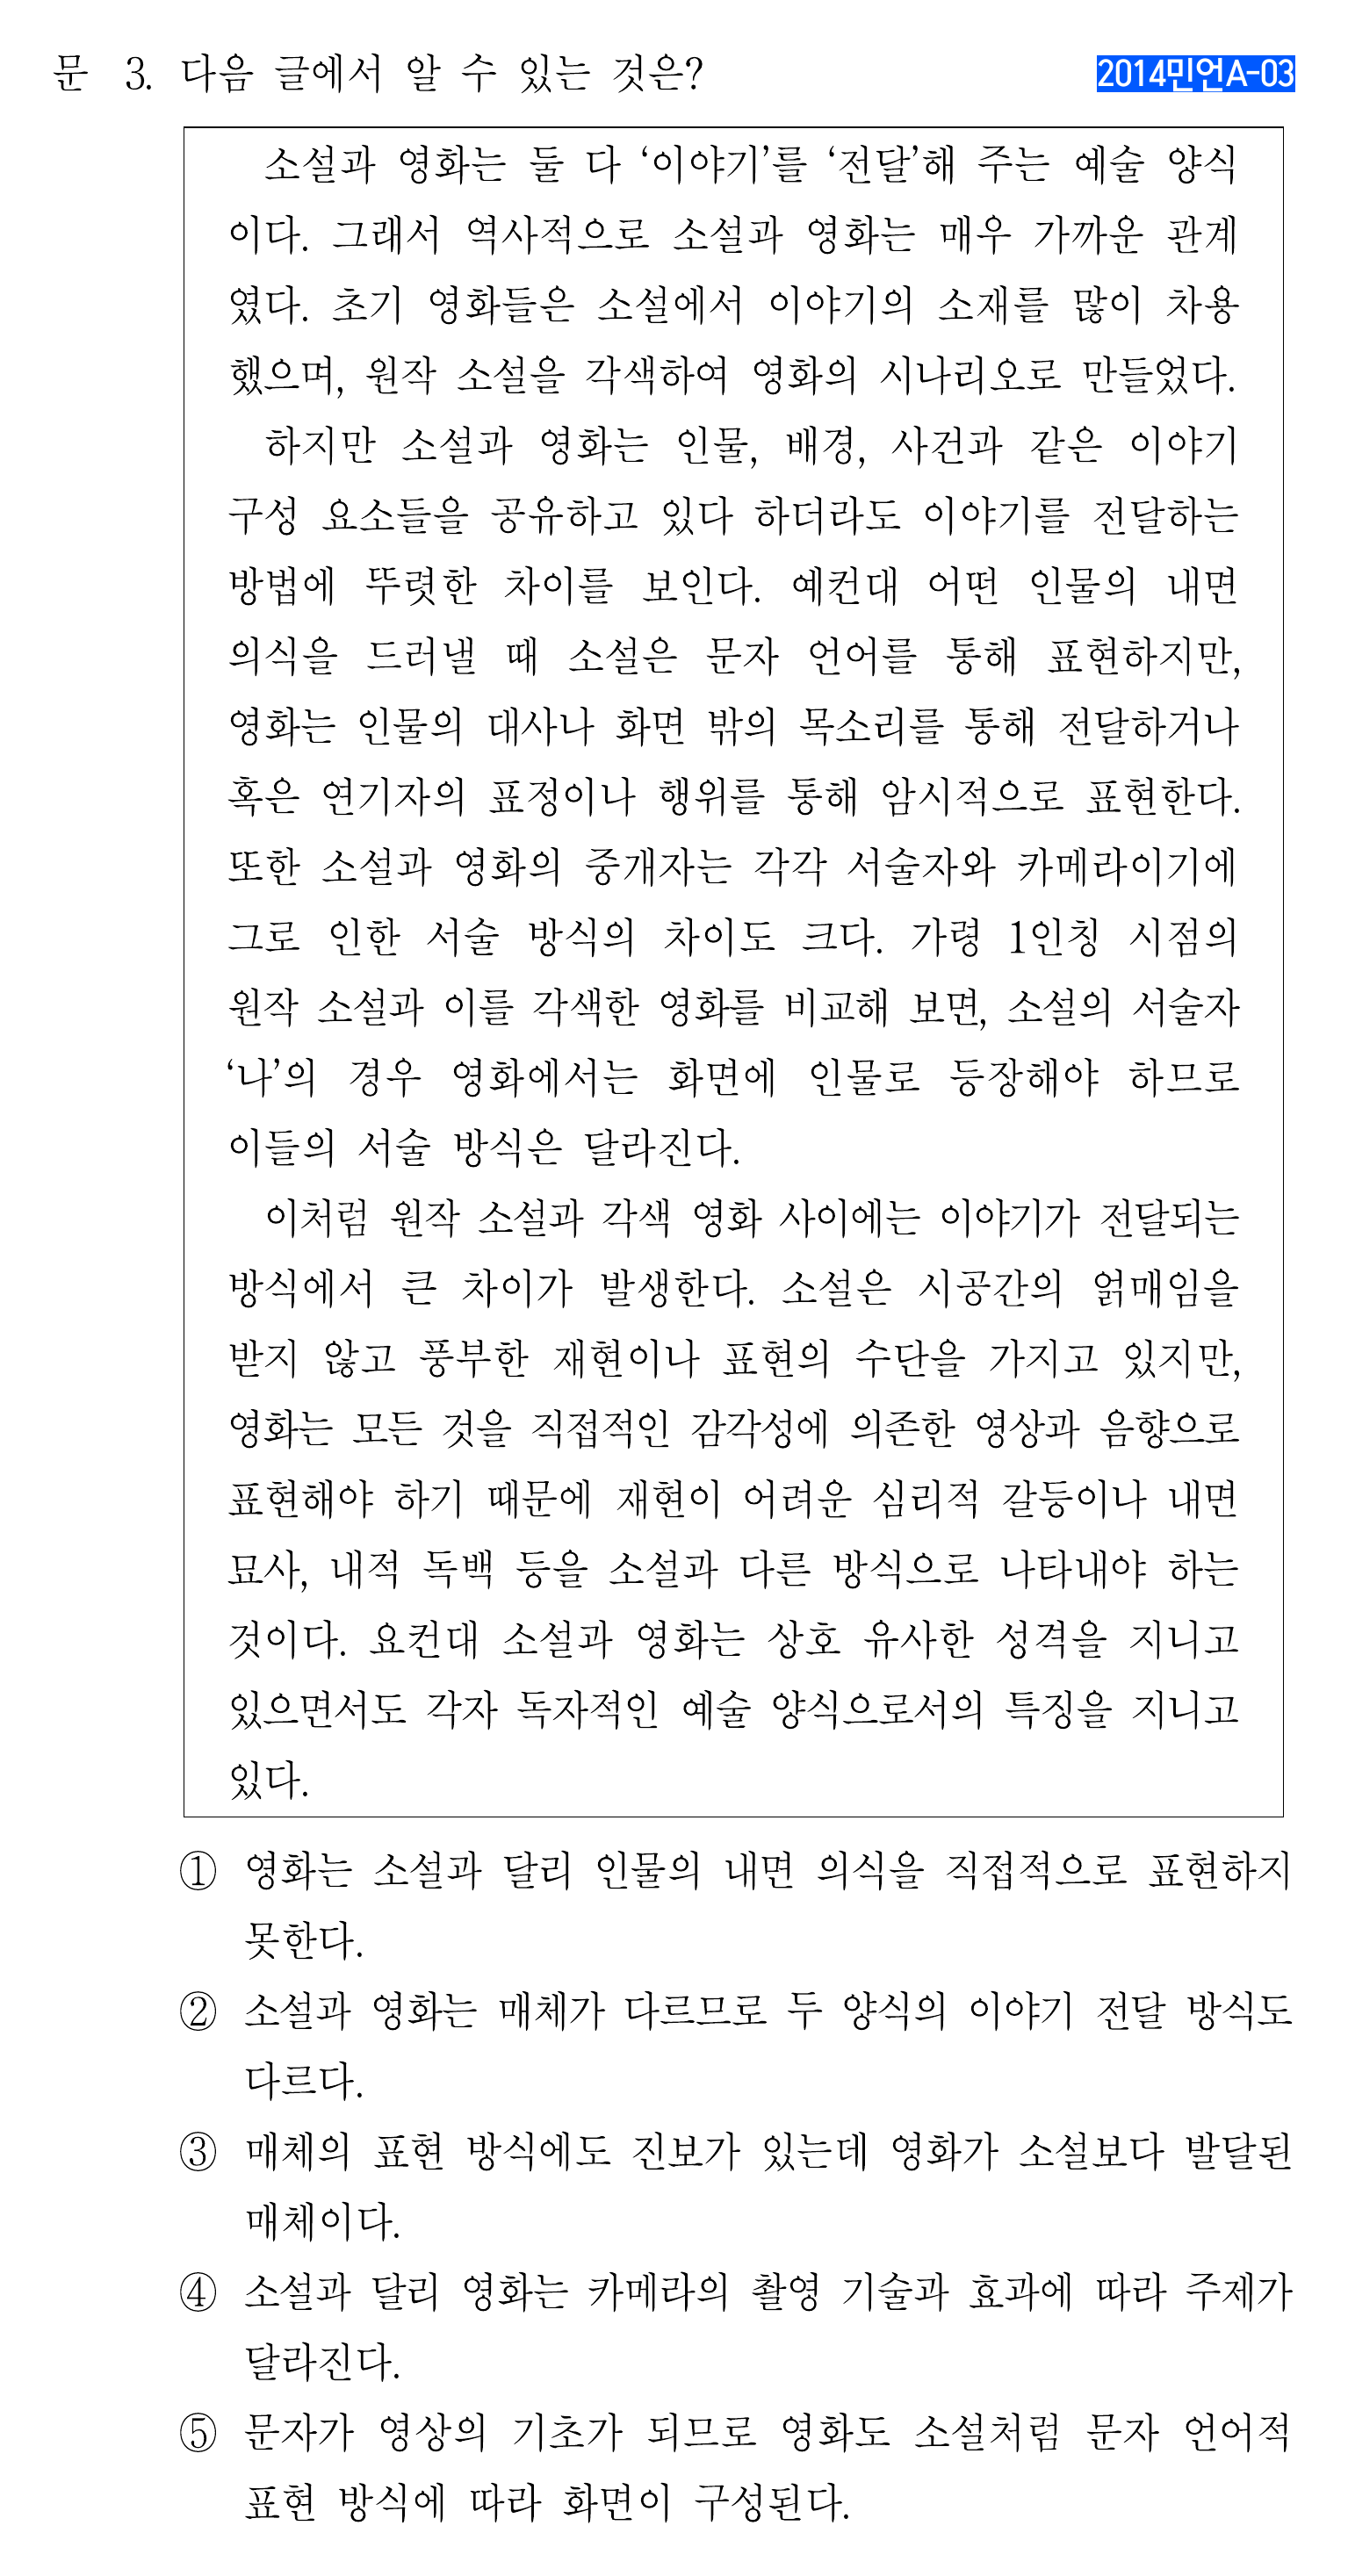 문 3. 다음 글에서 알 수 있는 것은? 2014민언A-03
소설과 영화는 둘 다 ‘이야기’를 ‘전달’해 주는 예술 양식
이다. 그래서 역사적으로 소설과 영화는 매우 가까운 관계
였다. 초기 영화들은 소설에서 이야기의 소재를 많이 차용
했으며, 원작 소설을 각색하여 영화의 시나리오로 만들었다.
하지만 소설과 영화는 인물, 배경, 사건과 같은 이야기
구성 요소들을 공유하고 있다 하더라도 이야기를 전달하는
방법에 뚜렷한 차이를 보인다. 예컨대 어떤 인물의 내면
의식을 드러낼 때 소설은 문자 언어를 통해 표현하지만,
영화는 인물의 대사나 화면 밖의 목소리를 통해 전달하거나
혹은 연기자의 표정이나 행위를 통해 암시적으로 표현한다.
또한 소설과 영화의 중개자는 각각 서술자와 카메라이기에
그로 인한 서술 방식의 차이도 크다. 가령 1인칭 시점의
원작 소설과 이를 각색한 영화를 비교해 보면, 소설의 서술자
‘나’의 경우 영화에서는 화면에 인물로 등장해야 하므로
이들의 서술 방식은 달라진다.
이처럼 원작 소설과 각색 영화 사이에는 이야기가 전달되는
방식에서 큰 차이가 발생한다. 소설은 시공간의 얽매임을
받지 않고 풍부한 재현이나 표현의 수단을 가지고 있지만,
영화는 모든 것을 직접적인 감각성에 의존한 영상과 음향으로
표현해야 하기 때문에 재현이 어려운 심리적 갈등이나 내면
묘사, 내적 독백 등을 소설과 다른 방식으로 나타내야 하는
것이다. 요컨대 소설과 영화는 상호 유사한 성격을 지니고
있으면서도 각자 독자적인 예술 양식으로서의 특징을 지니고
있다.
① 영화는 소설과 달리 인물의 내면 의식을 직접적으로 표현하지
못한다.
② 소설과 영화는 매체가 다르므로 두 양식의 이야기 전달 방식도
다르다.
③ 매체의 표현 방식에도 진보가 있는데 영화가 소설보다 발달된
매체이다.
④ 소설과 달리 영화는 카메라의 촬영 기술과 효과에 따라 주제가
달라진다.
⑤ 문자가 영상의 기초가 되므로 영화도 소설처럼 문자 언어적
표현 방식에 따라 화면이 구성된다.